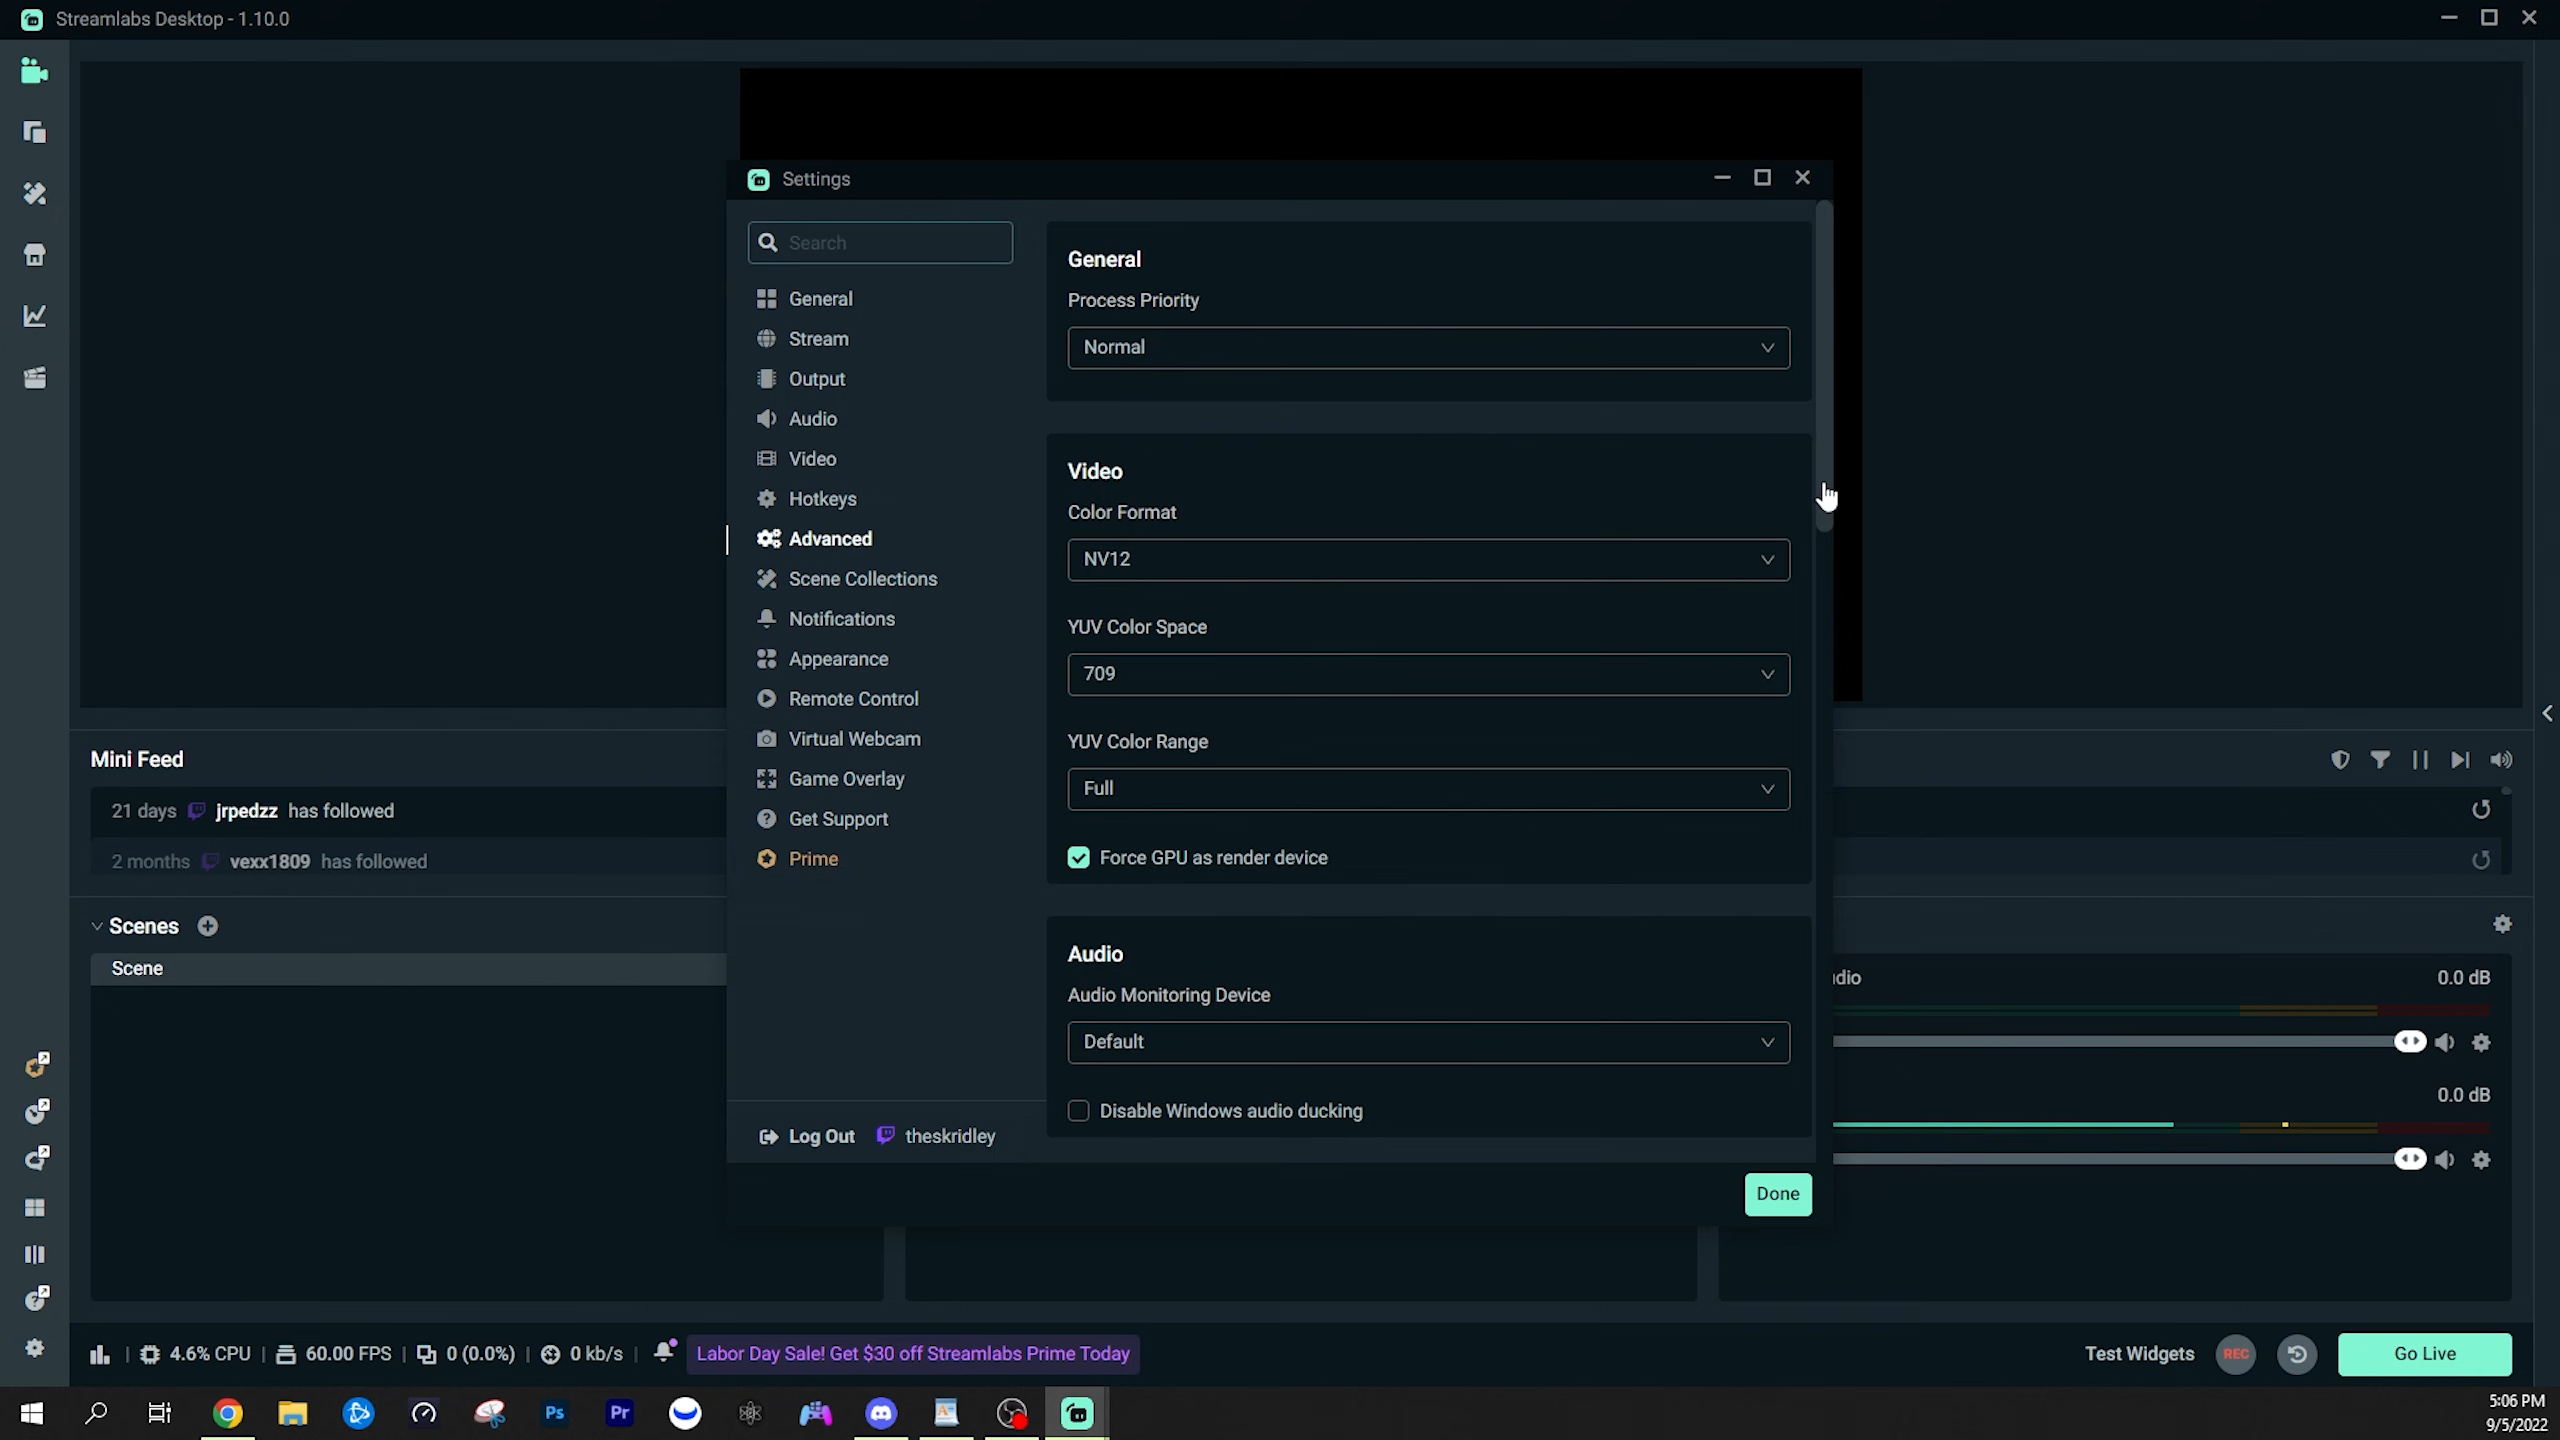 Streamlabs Desktop - 1.10.0
Settings
Search
General
Stream
Output
Audio
Video
Hotkeys
Advanced
Scene Collections
Notifications
Appearance
Remote Control
Virtual Webcam
Game Overlay
Get Support
Prime
Log Out theskridley
General
Process Priority
Normal
Video
Color Format
NV12
YUV Color Space
709
YUV Color Range
Full
Force GPU as render device
Audio
Audio Monitoring Device
Default
Disable Windows audio ducking
Done
Mini Feed
21 days jrpedzz has followed
2 months vexx1809 has followed
Scenes
Scene
dio 0.0 dB
0.0 dB
4.6% CPU 60.00 FPS 0 (0.0%) 0 kb/s Labor Day Sale! Get $30 off Streamlabs Prime Today
Test Widgets REC Go Live
Ps Pr
5:06 PM
9/5/2022